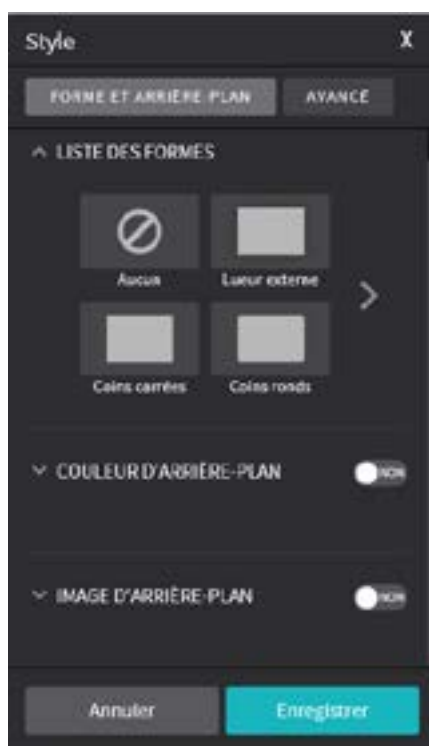 Style X
FORME ET ARRIÈRE-PLAN AVANCÉ
LISTE DES FORMES
Aucun Lueur externe
Coins carrées Coins ronds
COULEUR D'ARRIÈRE-PLAN NON
IMAGE D'ARRIÈRE-PLAN NON
Annuler Enregistrer